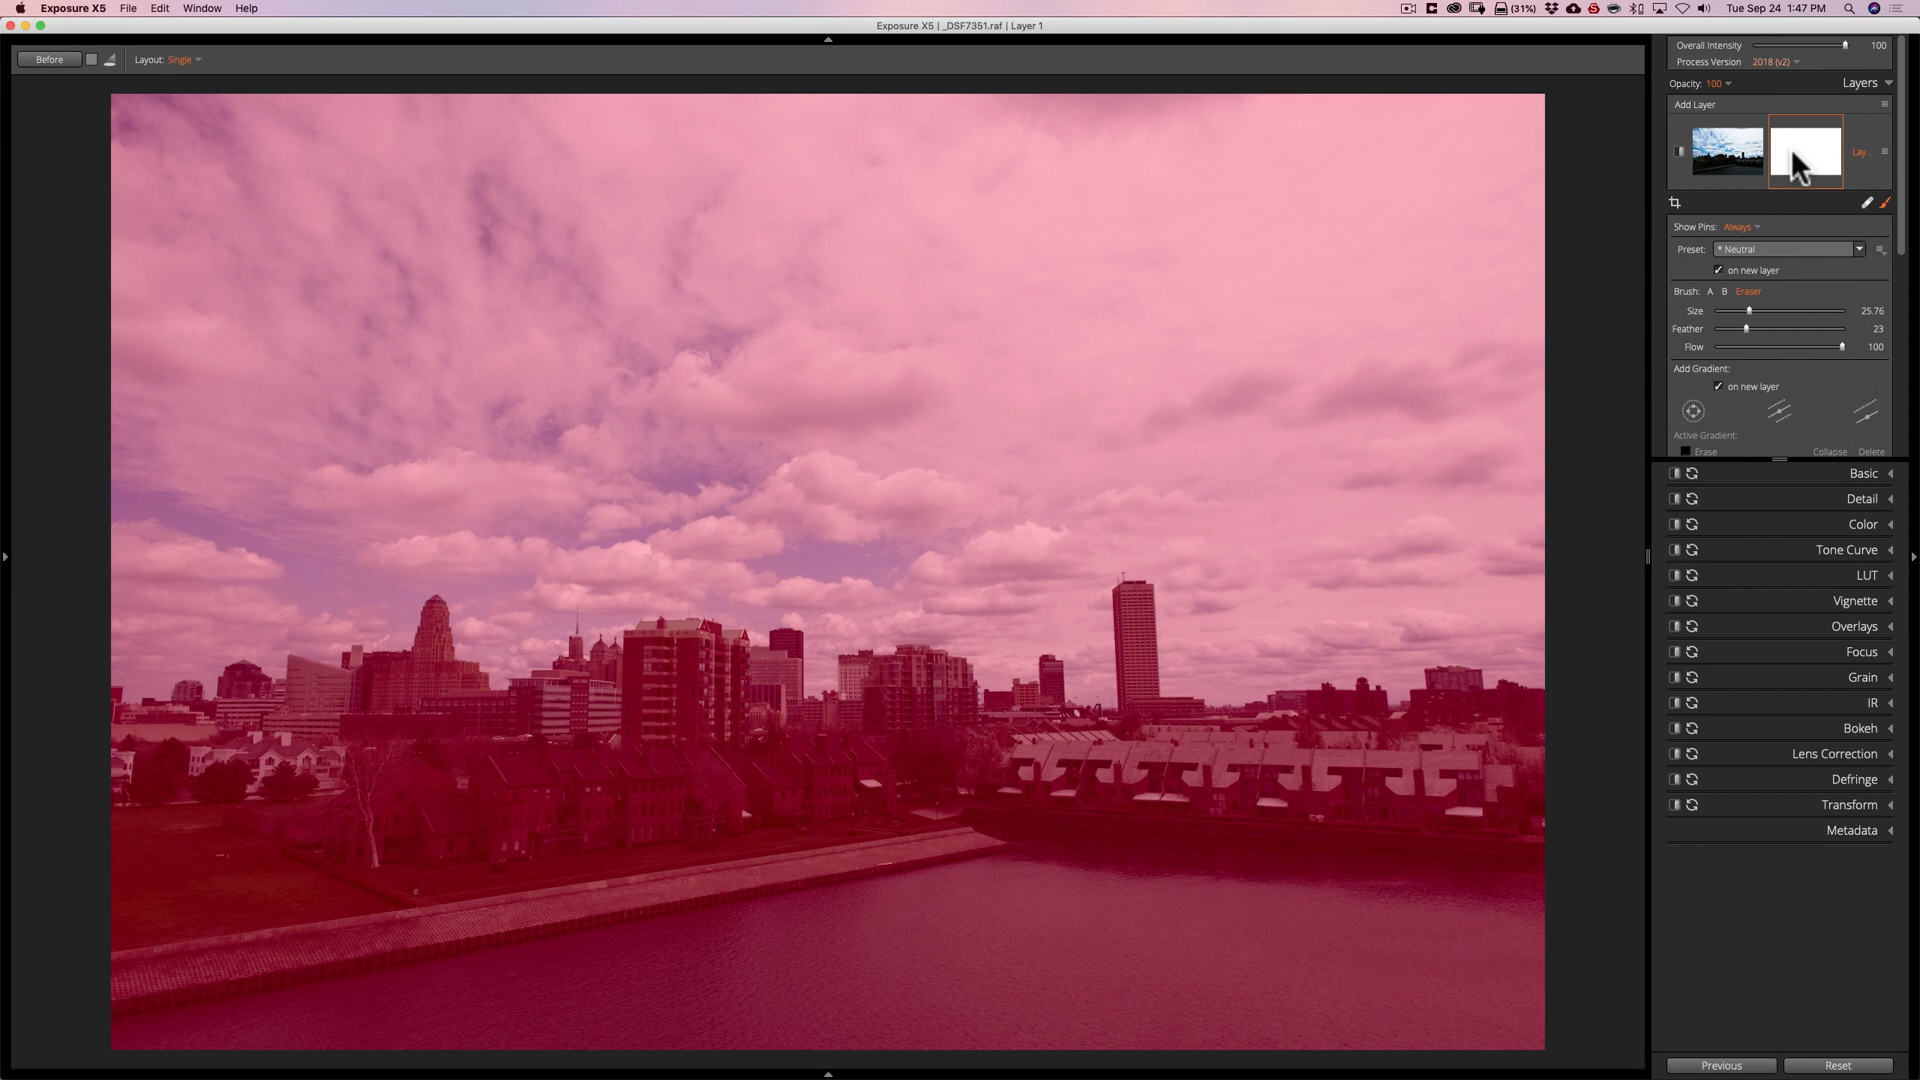 Exposure X5 File Edit Window Help (31%) Tue Sep 24 1:47 PM
Exposure X5 | _DSF7351.raf | Layer 1
Before Layout: Single
Overall Intensity 100
Process Version 2018 (v2)
Opacity: 100 Layers
Add Layer
Lay...
Show Pins: Always
Preset: * Neutral
on new layer
Brush: A B Eraser
Size 25.76
Feather 23
Flow 100
Add Gradient:
on new layer
Active Gradient:
Erase Collapse Delete
Basic
Detail
Color
Tone Curve
LUT
Vignette
Overlays
Focus
Grain
IR
Bokeh
Lens Correction
Defringe
Transform
Metadata
Previous Reset